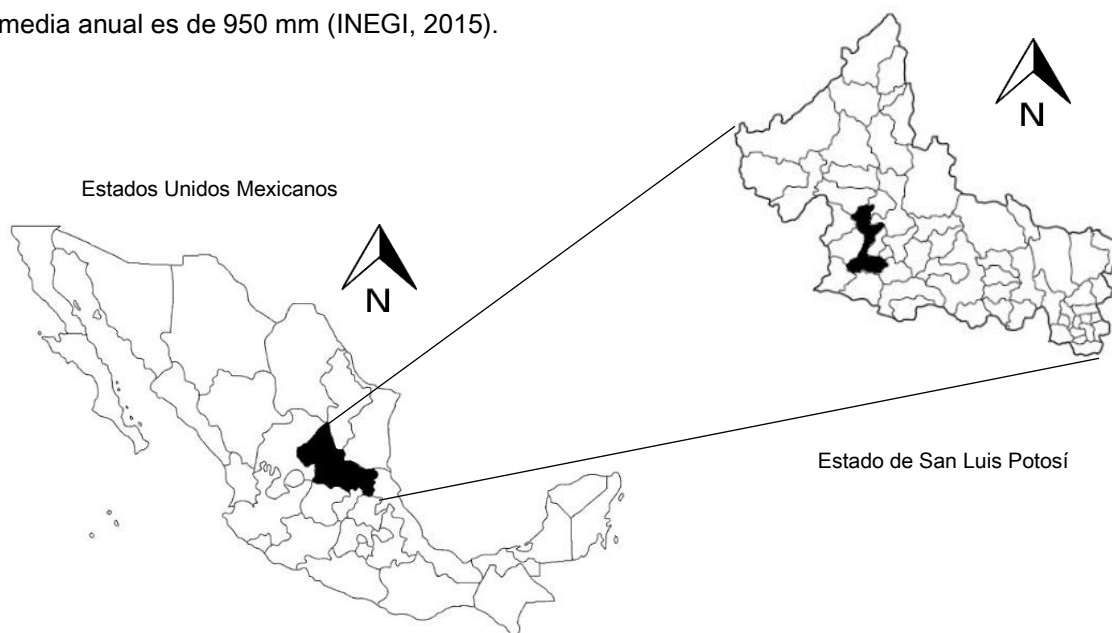 media anual es de 950 mm (INEGI, 2015).
N
Estados Unidos Mexicanos
N
Estado de San Luis Potosí